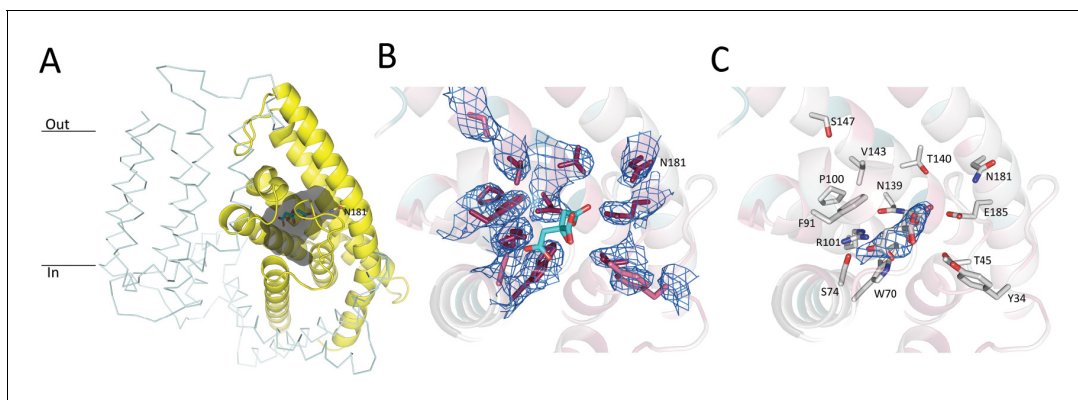 A
Out
In
N181
B
N181
C
S147
V143
T140
P100
N181
N139
F91
E185
R101
T45
S74
W70
Y34